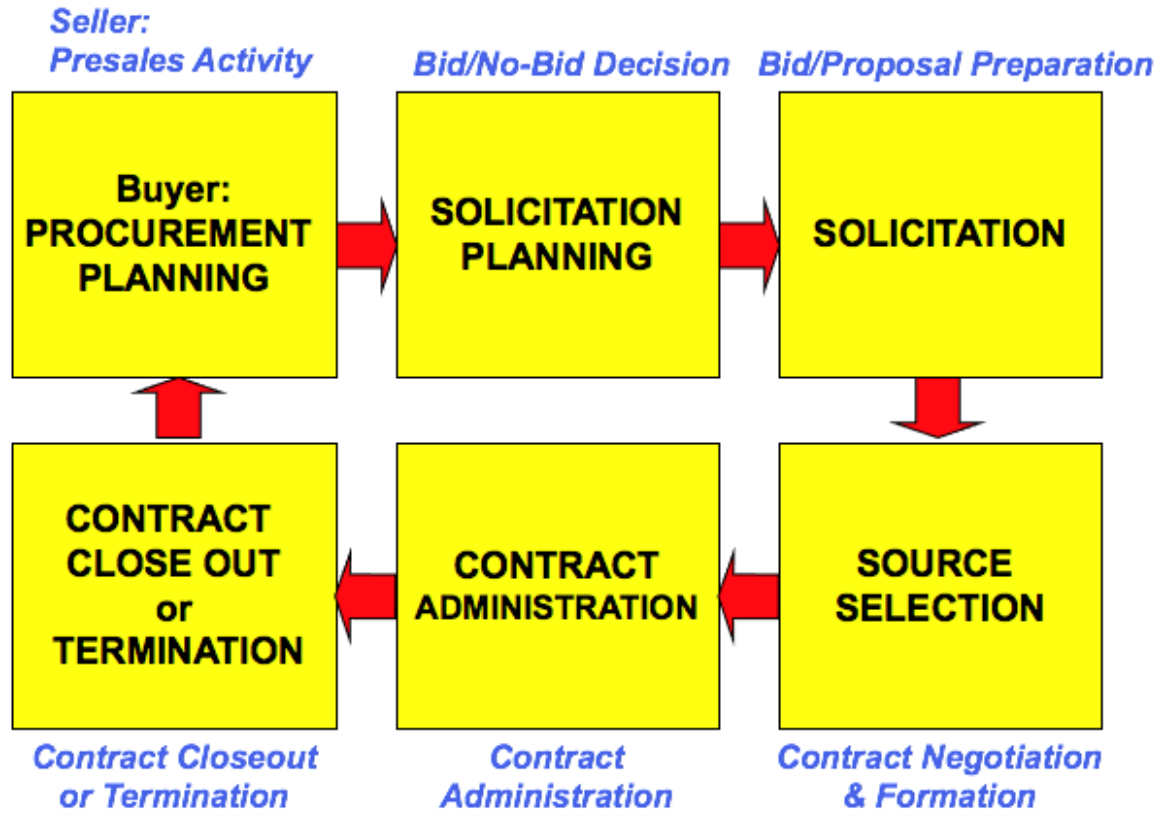 Seller:
Presales Activity
Bid/No-Bid Decision
Bid/Proposal Preparation
Buyer:
PROCUREMENT
PLANNING
SOLICITATION
PLANNING
SOLICITATION
CONTRACT
CLOSE OUT
or
TERMINATION
CONTRACT
ADMINISTRATION
SOURCE
SELECTION
Contract Closeout
or Termination
Contract
Administration
Contract Negotiation
& Formation